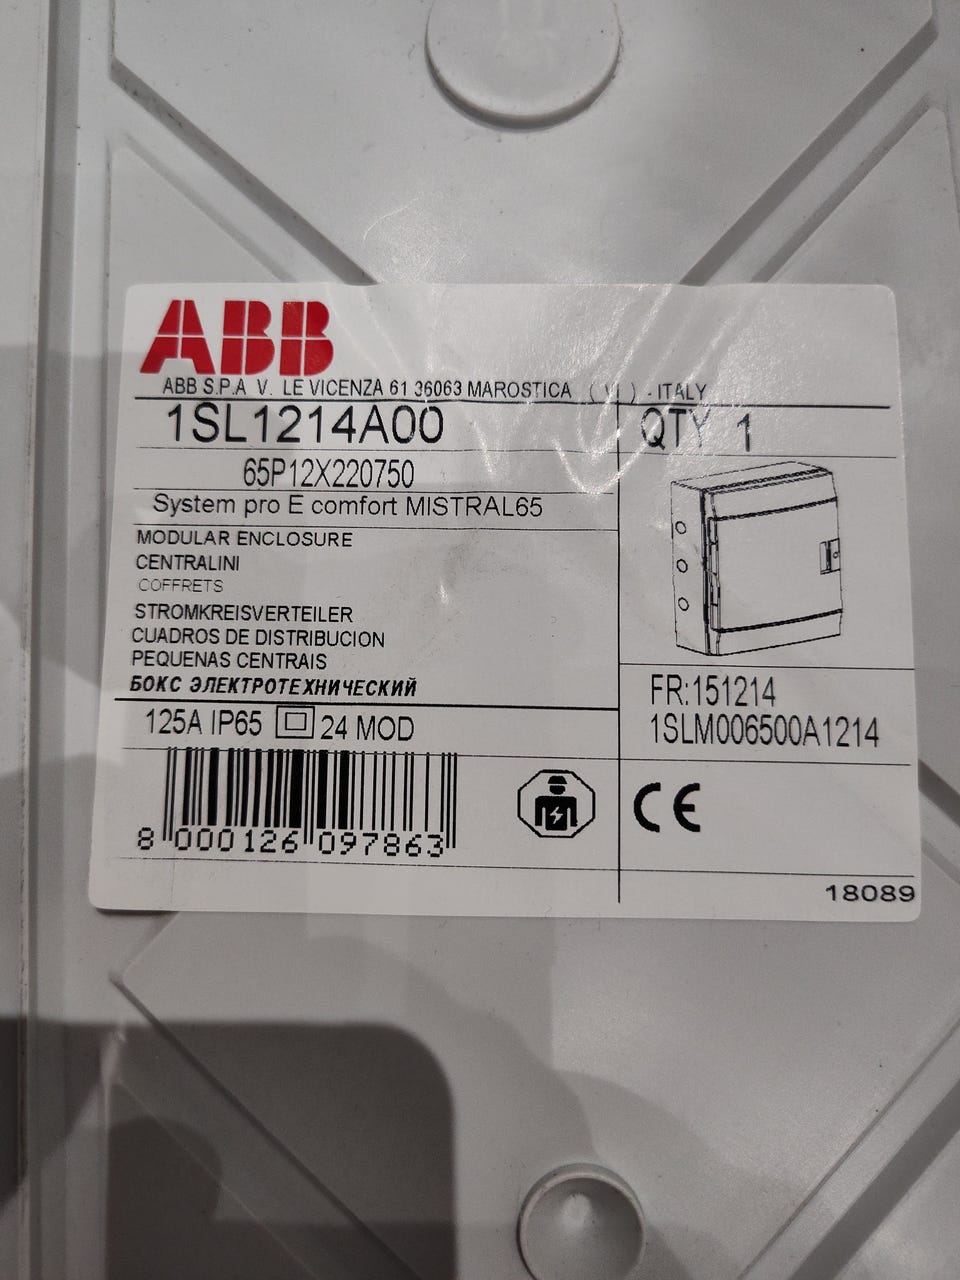 ABB
ABB S.P.A V. LE VICENZA 61 36063 MAROSTICA ( VI ) - ITALY
1SL1214A00
QTY 1
65P12X220750
System pro E comfort MISTRAL65
MODULAR ENCLOSURE
CENTRALINI
COFFRETS
STROMKREISVERTEILER
CUADROS DE DISTRIBUCION
PEQUENAS CENTRAIS
БОКС ЭЛЕКТРОТЕХНИЧЕСКИЙ
125A IP65 24 MOD
FR:151214
1SLM006500A1214
8 000126 097863
CE
18089